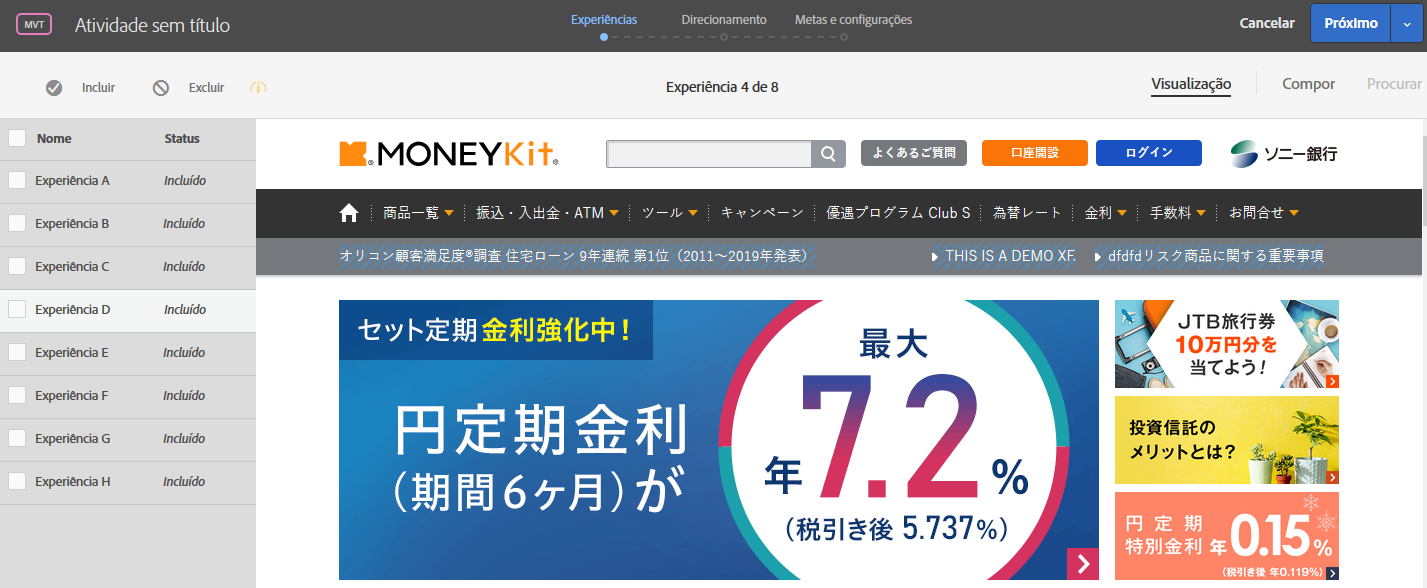 MVT
Atividade sem título
Experiências
Direcionamento
Metas e configurações
Cancelar
Próximo
Incluir
Excluir
Experiência 4 de 8
Visualização
Compor
Procurar
Nome
Status
Experiência A
Incluído
Experiência B
Incluído
Experiência C
Incluído
Experiência D
Incluído
Experiência E
Incluído
Experiência F
Incluído
Experiência G
Incluído
Experiência H
Incluído
MONEYKit®
よくあるご質問
口座開設
ログイン
ソニー銀行
商品一覧
振込・入出金・ATM
ツール
キャンペーン
優遇プログラム Club S
為替レート
金利
手数料
お問合せ
オリコン顧客満足度®調査 住宅ローン 9年連続 第1位（2011～2019年発表）
THIS IS A DEMO XF.
dfdfdリスク商品に関する重要事項
セット定期 金利強化中！
円定期金利
（期間6ヶ月）が
最大
年7.2%
（税引き後 5.737%）
JTB旅行券
10万円分を
当てよう！
投資信託の
メリットとは？
円定期
特別金利 年0.15%
（税引き後 年0.119%）